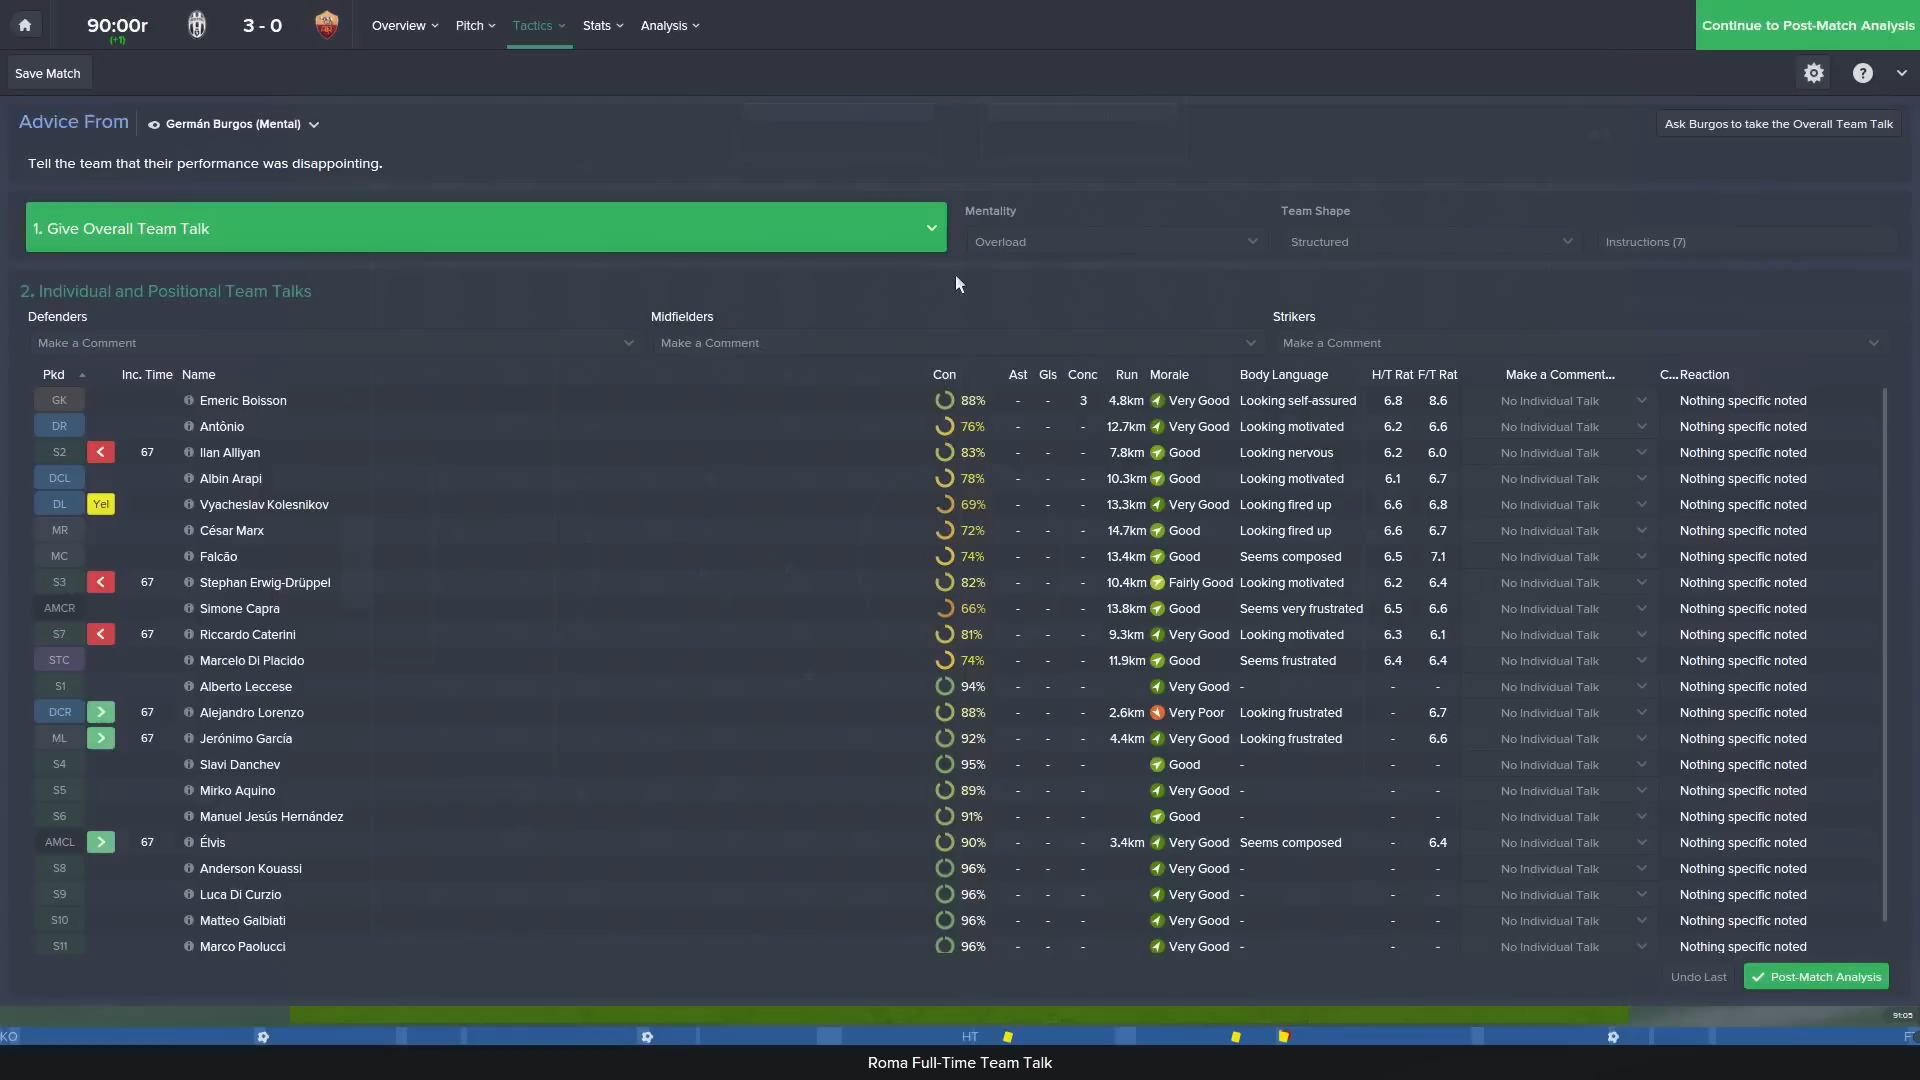 90:00r
(+1)
3 - 0
Overview
Pitch
Tactics
Stats
Analysis
Continue to Post-Match Analysis
Save Match
?
Advice From
Germán Burgos (Mental)
Ask Burgos to take the Overall Team Talk
Tell the team that their performance was disappointing.
1. Give Overall Team Talk
Mentality
Team Shape
Overload
Structured
Instructions (7)
2. Individual and Positional Team Talks
Defenders
Midfielders
Strikers
Make a Comment
Make a Comment
Make a Comment
Pkd Inc. Time Name Con Ast Gls Conc Run Morale Body Language H/T Rat F/T Rat Make a Comment... C... Reaction
GK Emeric Boisson 88% - - 3 4.8km Very Good Looking self-assured 6.8 8.6 No Individual Talk Nothing specific noted
DR Antônio 76% - - - 12.7km Very Good Looking motivated 6.2 6.6 No Individual Talk Nothing specific noted
S2 67 Ilan Alliyan 83% - - - 7.8km Good Looking nervous 6.2 6.0 No Individual Talk Nothing specific noted
DCL Albin Arapi 78% - - - 10.3km Good Looking motivated 6.1 6.7 No Individual Talk Nothing specific noted
DL Yel Vyacheslav Kolesnikov 69% - - - 13.3km Very Good Looking fired up 6.6 6.8 No Individual Talk Nothing specific noted
MR César Marx 72% - - - 14.7km Good Looking fired up 6.6 6.7 No Individual Talk Nothing specific noted
MC Falcão 74% - - - 13.4km Good Seems composed 6.5 7.1 No Individual Talk Nothing specific noted
S3 67 Stephan Erwig-Drüppel 82% - - - 10.4km Fairly Good Looking motivated 6.2 6.4 No Individual Talk Nothing specific noted
AMCR Simone Capra 66% - - - 13.8km Good Seems very frustrated 6.5 6.6 No Individual Talk Nothing specific noted
S7 67 Riccardo Caterini 81% - - - 9.3km Very Good Looking motivated 6.3 6.1 No Individual Talk Nothing specific noted
STC Marcelo Di Placido 74% - - - 11.9km Good Seems frustrated 6.4 6.4 No Individual Talk Nothing specific noted
S1 Alberto Leccese 94% - - - Very Good - - - No Individual Talk Nothing specific noted
DCR 67 Alejandro Lorenzo 88% - - - 2.6km Very Poor Looking frustrated - 6.7 No Individual Talk Nothing specific noted
ML 67 Jerónimo García 92% - - - 4.4km Very Good Looking frustrated - 6.6 No Individual Talk Nothing specific noted
S4 Slavi Danchev 95% - - - Good - - - No Individual Talk Nothing specific noted
S5 Mirko Aquino 89% - - - Very Good - - - No Individual Talk Nothing specific noted
S6 Manuel Jesús Hernández 91% - - - Good - - - No Individual Talk Nothing specific noted
AMCL 67 Élvis 90% - - - 3.4km Very Good Seems composed - 6.4 No Individual Talk Nothing specific noted
S8 Anderson Kouassi 96% - - - Very Good - - - No Individual Talk Nothing specific noted
S9 Luca Di Curzio 96% - - - Very Good - - - No Individual Talk Nothing specific noted
S10 Matteo Galbiati 96% - - - Very Good - - - No Individual Talk Nothing specific noted
S11 Marco Paolucci 96% - - - Very Good - - - No Individual Talk Nothing specific noted
Undo Last
Post-Match Analysis
91:05
KO
HT
Roma Full-Time Team Talk